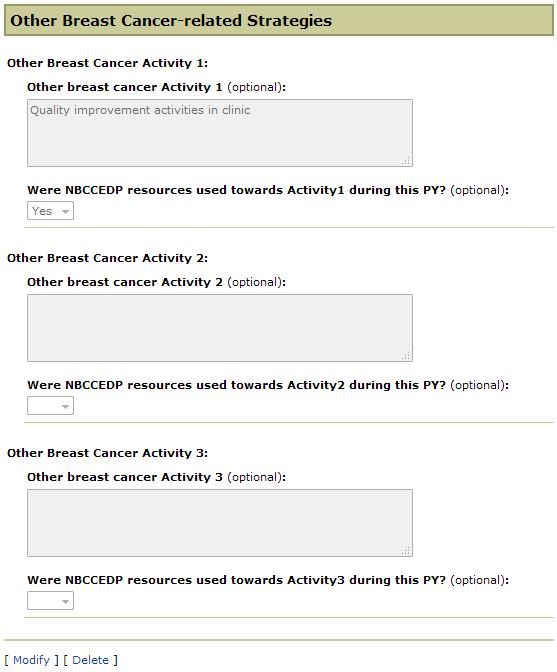 Other Breast Cancer-related Strategies
Other Breast Cancer Activity 1:
Other breast cancer Activity 1 (optional):
Quality improvement activities in clinic
Were NBCCEDP resources used towards Activity1 during this PY? (optional):
Yes
Other Breast Cancer Activity 2:
Other breast cancer Activity 2 (optional):
Were NBCCEDP resources used towards Activity2 during this PY? (optional):
Other Breast Cancer Activity 3:
Other breast cancer Activity 3 (optional):
Were NBCCEDP resources used towards Activity3 during this PY? (optional):
[ Modify ] [ Delete ]